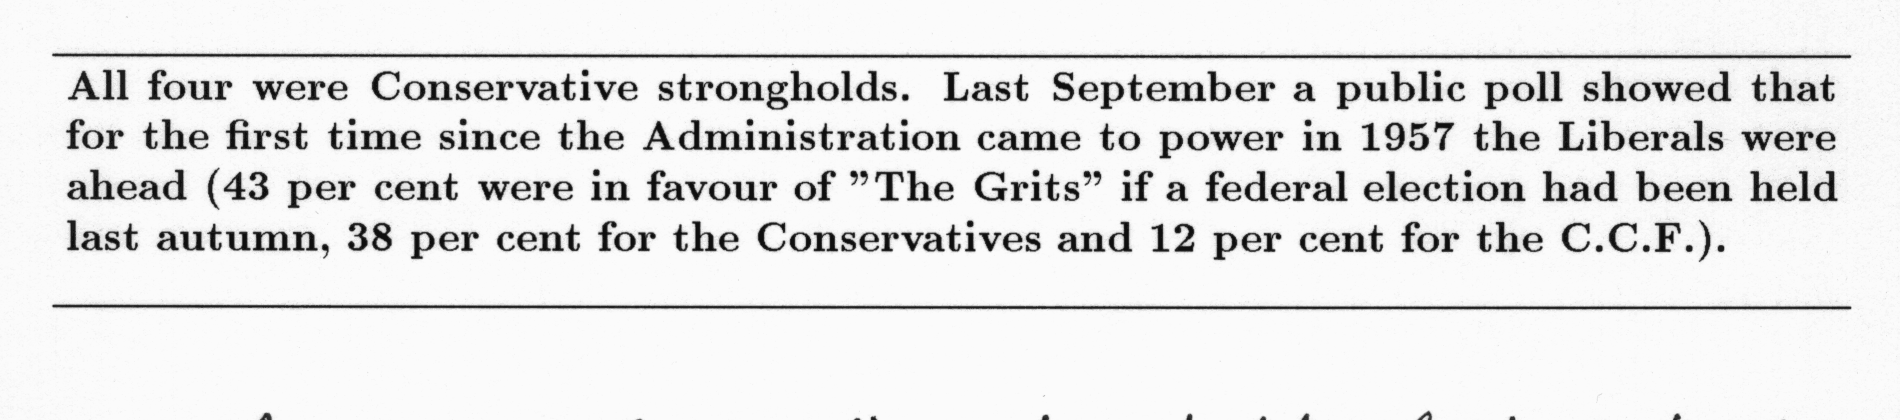 All four were Conservative strongholds. Last September a public poll showed that
for the first time since the Administration came to power in 1957 the Liberals were
ahead (43 per cent were in favour of ”The Grits” if a federal election had been held
last autumn, 38 per cent for the Conservatives and 12 per cent for the C.C.F.).